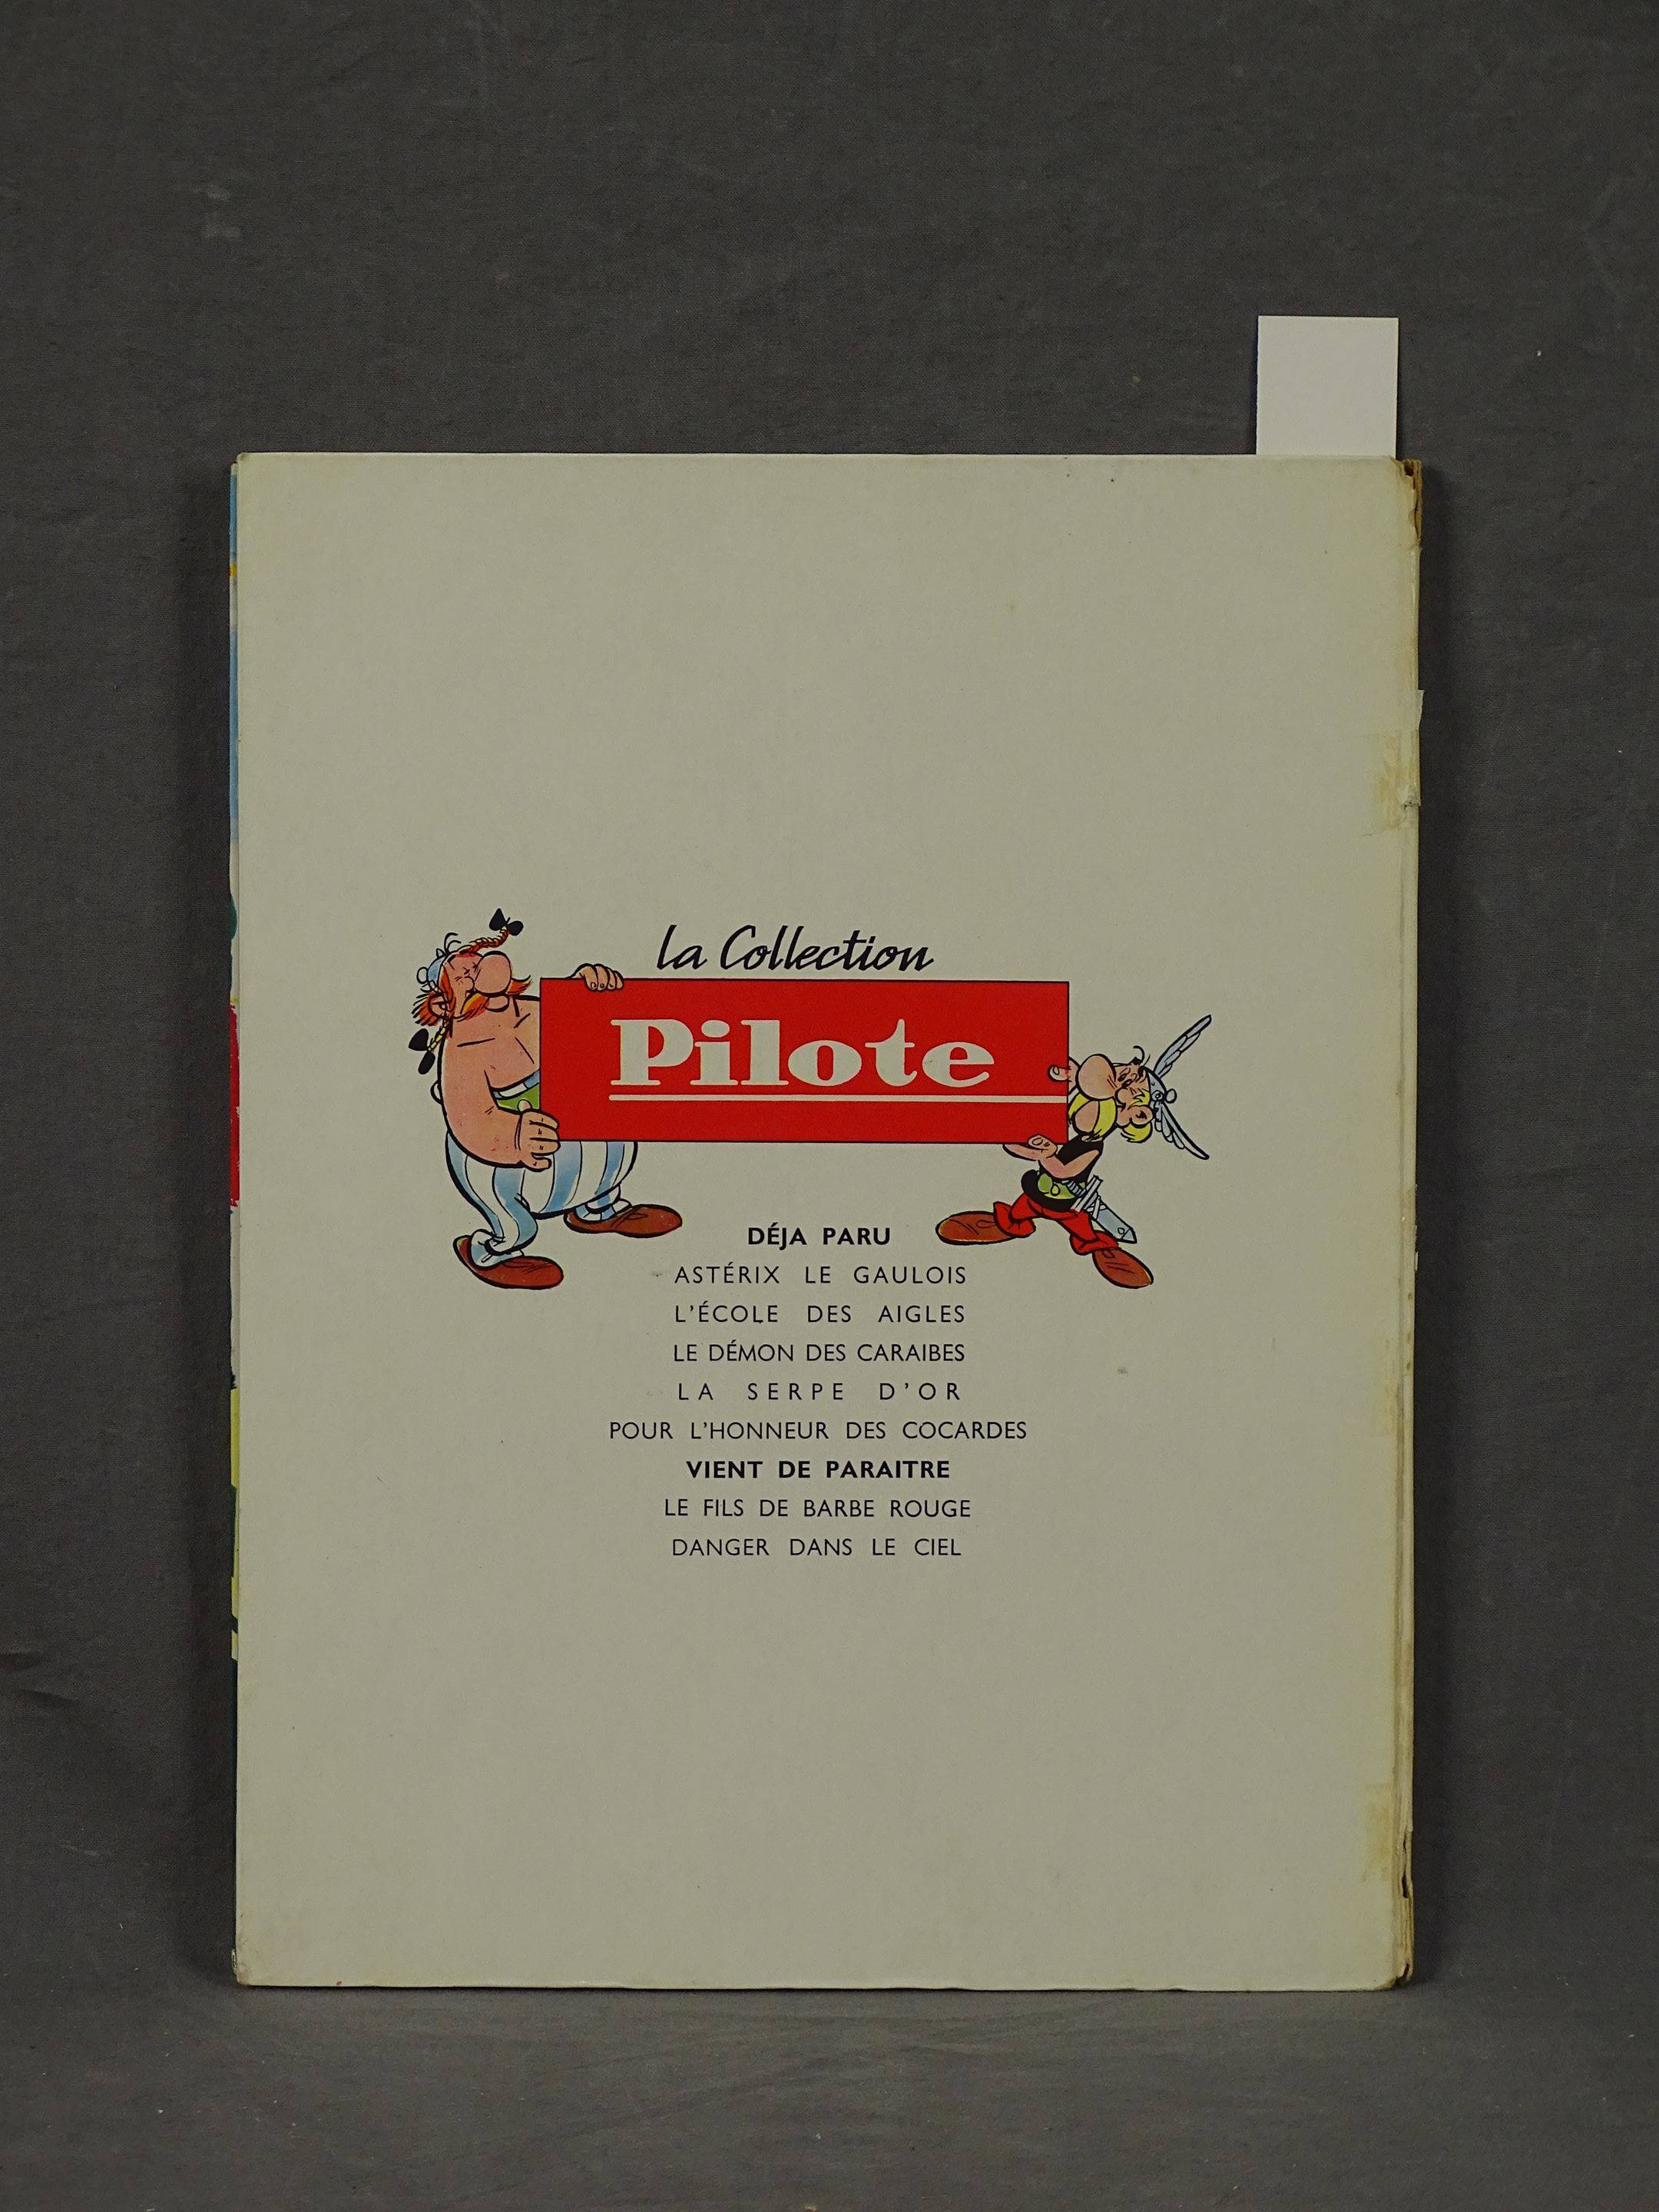 la Collection
Pilote
DÉJA PARU
ASTÉRIX LE GAULOIS
L'ÉCOLE DES AIGLES
LE DÉMON DES CARAIBES
LA SERPE D'OR
POUR L'HONNEUR DES COCARDES
VIENT DE PARAITRE
LE FILS DE BARBE ROUGE
DANGER DANS LE CIEL